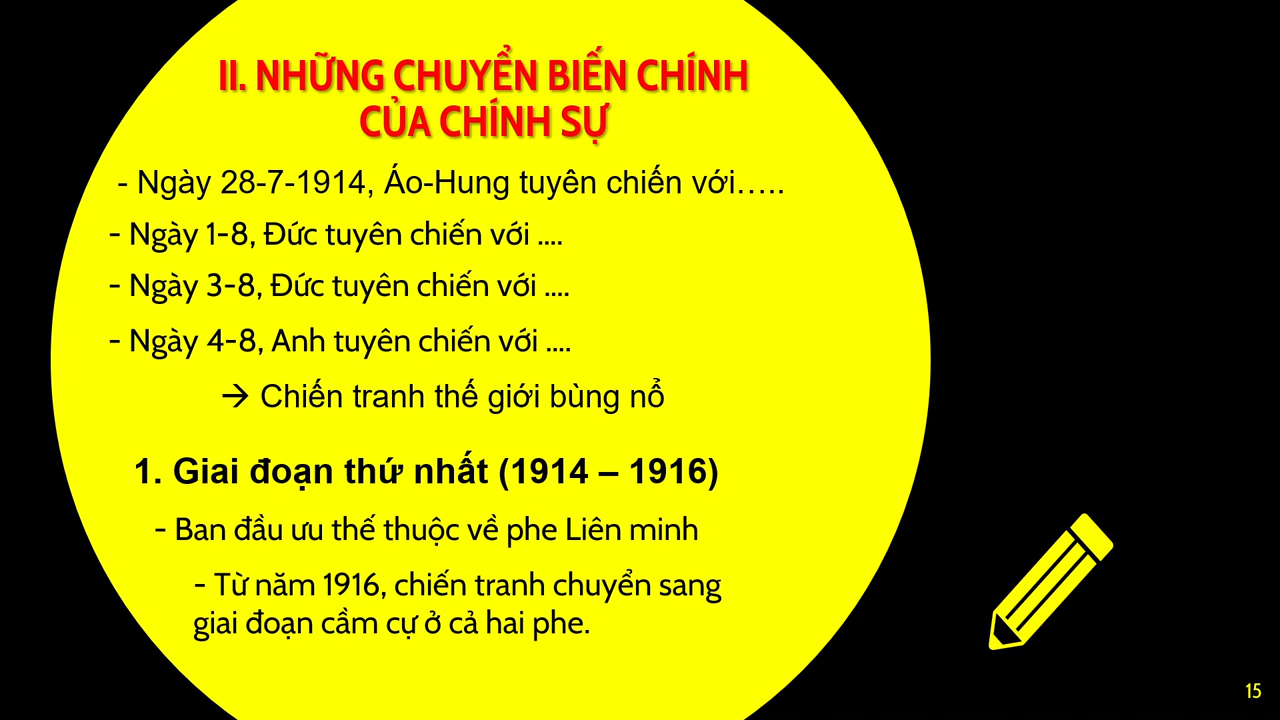 II. NHỮNG CHUYỂN BIẾN CHÍNH
CỦA CHÍNH SỰ
- Ngày 28-7-1914, Áo-Hung tuyên chiến với…..
- Ngày 1-8, Đức tuyên chiến với ....
- Ngày 3-8, Đức tuyên chiến với ....
- Ngày 4-8, Anh tuyên chiến với ....
→ Chiến tranh thế giới bùng nổ
1. Giai đoạn thứ nhất (1914 – 1916)
- Ban đầu ưu thế thuộc về phe Liên minh
- Từ năm 1916, chiến tranh chuyển sang
giai đoạn cầm cự ở cả hai phe.
15